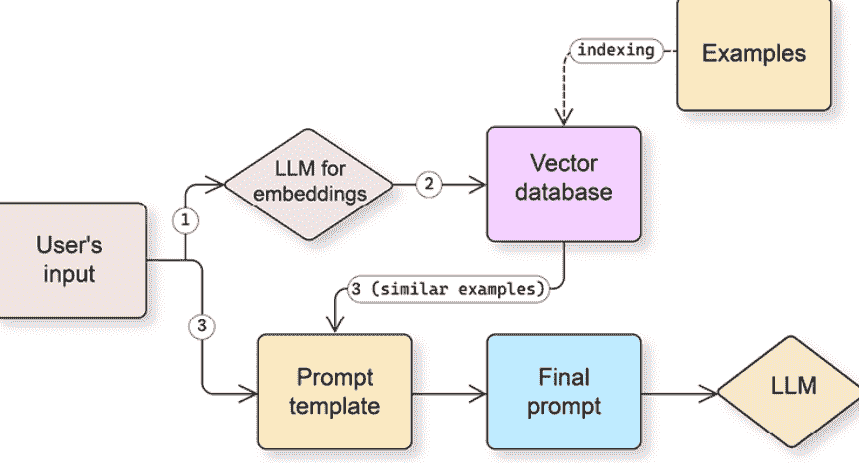 indexing
Examples
LLM for
embeddings
2
Vector
database
1
User's
input
3 (similar examples)
3
Prompt
template
Final
prompt
LLM